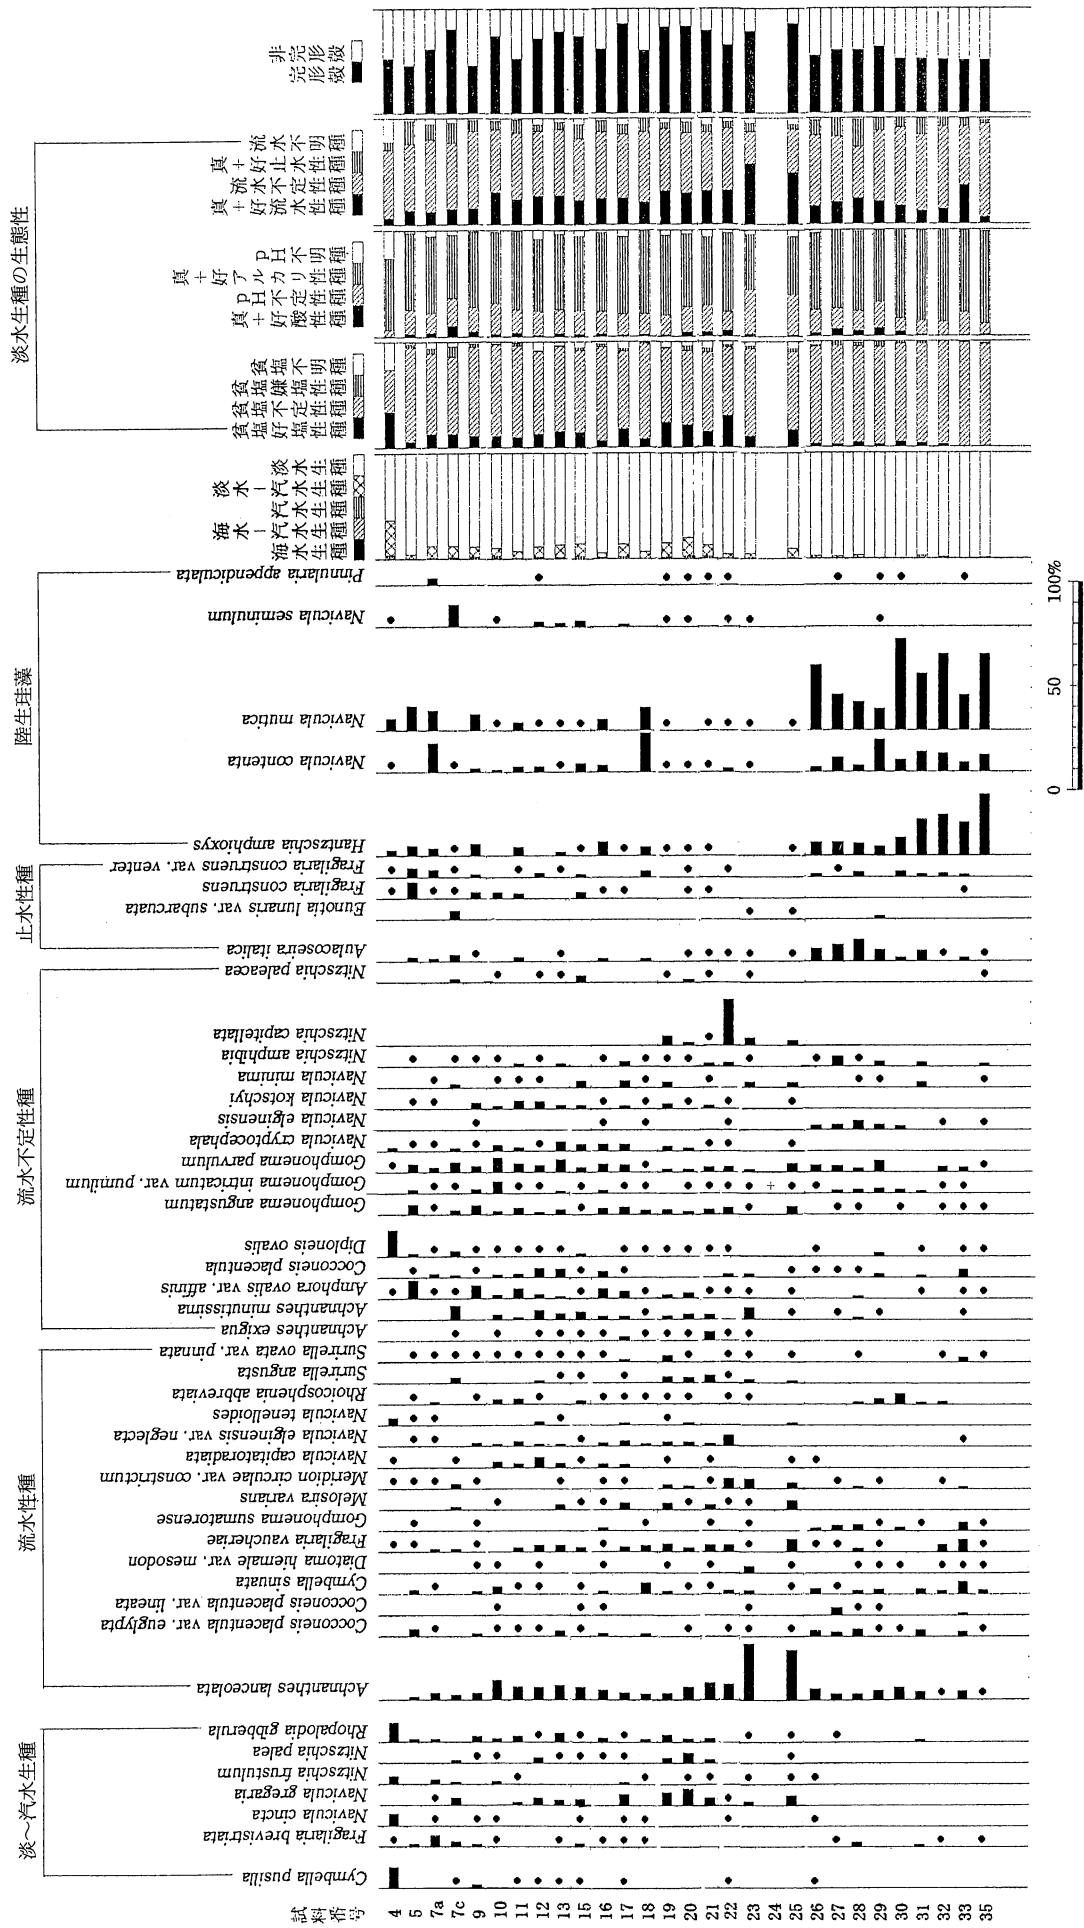 試料番号
4
5
7a
7c
9
10
11
12
13
15
16
17
18
19
20
21
22
23
24
25
26
27
28
29
30
31
32
33
35
淡〜汽水生種
Cymbella pusilla
Fragilaria brevistriata
Navicula cincta
Navicula gregaria
Nitzschia frustulum
Nitzschia palea
Rhopalodia gibberula
流水性種
Achnanthes lanceolata
Cocconeis placentula var. euglypta
Cocconeis placentula var. lineata
Cymbella sinuata
Diatoma hiemale var. mesodon
Fragilaria vaucheriae
Gomphonema sumatorense
Melosira varians
Meridion circulae var. constrictum
Navicula capitatoradiata
Navicula elginensis var. neglecta
Navicula tenelloides
Rhoicosphenia abbreviata
Surirella angusta
Surirella ovata var. pinnata
流水不定性種
Achnanthes exigua
Achnanthes minutissima
Amphora ovalis var. affinis
Cocconeis placentula
Diploneis ovalis
Gomphonema angustatum
Gomphonema intricatum var. pumilum
Gomphonema parvulum
Navicula cryptocephala
Navicula elginensis
Navicula kotschyi
Navicula minima
Nitzschia amphibia
Nitzschia capitellata
Nitzschia paleacea
止水性種
Aulacoseira italica
Eunotia lunaris var. subarcuata
Fragilaria construens
Fragilaria construens var. venter
陸生珪藻
Hantzschia amphioxys
Navicula contenta
Navicula mutica
Navicula seminulum
Pinnularia appendiculata
海水生種
海水−汽水生種
汽水生種
淡水−汽水生種
淡水生種
淡水生種の生態性
貧塩好塩性種
貧塩不定性種
貧塩嫌塩性種
貧塩不明種
真+好酸性種
pH不定性種
真+好アルカリ性種
pH不明種
真+好流水性種
流水不定性種
真+好止水性種
流水不明種
完形殻
非完形殻
0
50
100%
+